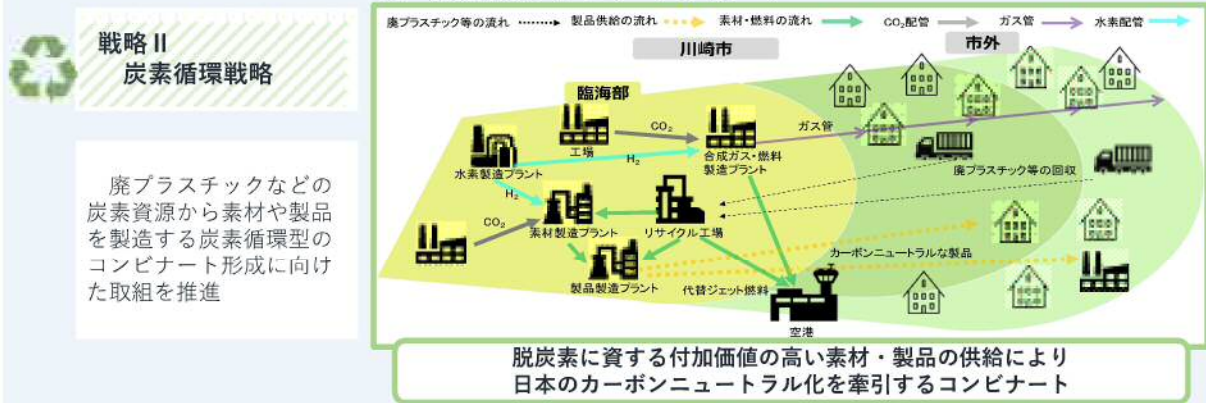 戦略Ⅱ
炭素循環戦略
廃プラスチックなどの
炭素資源から素材や製品
を製造する炭素循環型の
コンビナート形成に向け
た取組を推進
廃プラスチック等の流れ 製品供給の流れ 素材・燃料の流れ CO₂配管 ガス管 水素配管
川崎市
市外
臨海部
工場
CO₂
ガス管
H₂
合成ガス・燃料
製造プラント
水素製造プラント
廃プラスチック等の回収
H₂
CO₂
素材製造プラント
リサイクル工場
カーボンニュートラルな製品
製品製造プラント
代替ジェット燃料
空港
脱炭素に資する付加価値の高い素材・製品の供給により
日本のカーボンニュートラル化を牽引するコンビナート